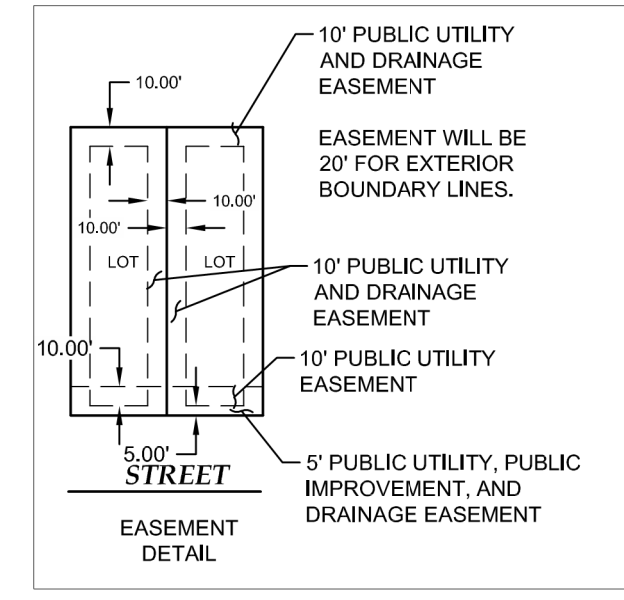 10' PUBLIC UTILITY
AND DRAINAGE
EASEMENT
10.00'
EASEMENT WILL BE
20' FOR EXTERIOR
BOUNDARY LINES.
10.00'
10.00'
LOT
LOT
10' PUBLIC UTILITY
AND DRAINAGE
EASEMENT
10.00'
10' PUBLIC UTILITY
EASEMENT
5.00'
STREET
5' PUBLIC UTILITY, PUBLIC
IMPROVEMENT, AND
DRAINAGE EASEMENT
EASEMENT
DETAIL